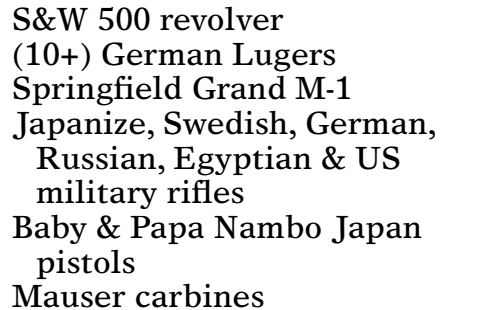 S&W 500 revolver
(10+) German Lugers
Springfield Grand M-1
Japanize, Swedish, German,
Russian, Egyptian & US
military rifles
Baby & Papa Nambo Japan
pistols
Mauser carbines